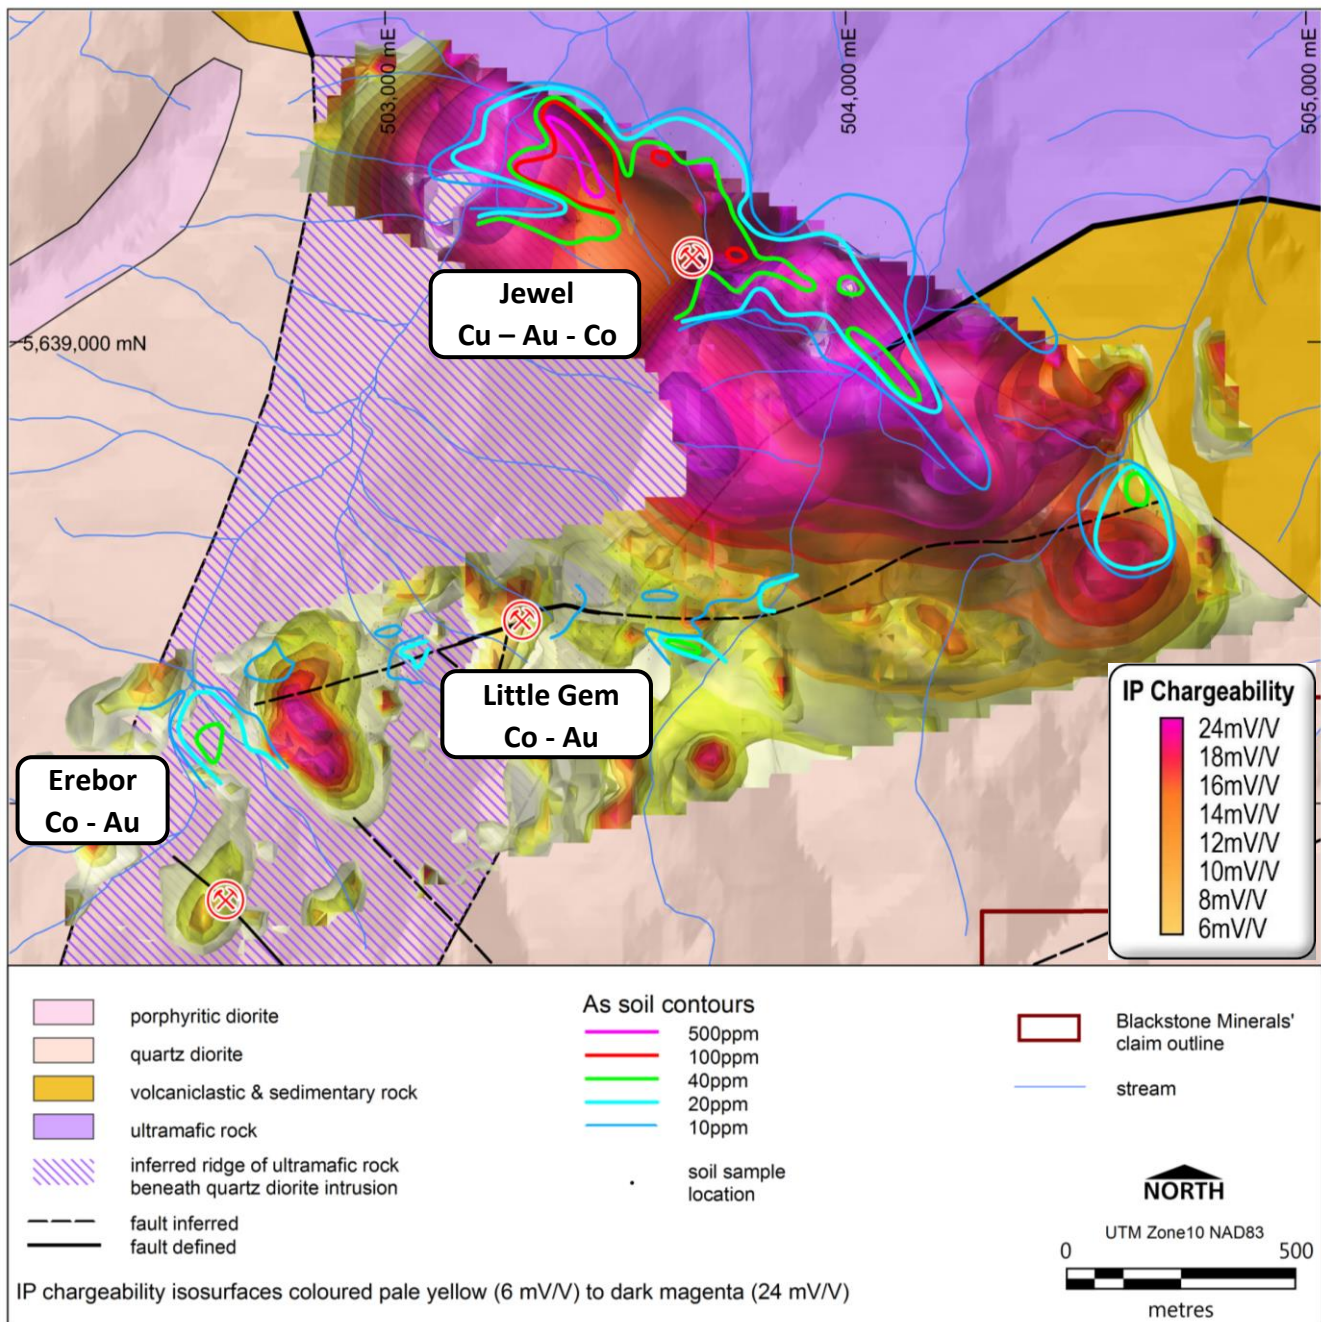 503,000 mE
504,000 mE
505,000 mE
5,639,000 mN
Jewel
Cu – Au - Co
Little Gem
Co - Au
Erebor
Co - Au
IP Chargeability
24mV/V
18mV/V
16mV/V
14mV/V
12mV/V
10mV/V
8mV/V
6mV/V
porphyritic diorite
quartz diorite
volcaniclastic & sedimentary rock
ultramafic rock
inferred ridge of ultramafic rock
beneath quartz diorite intrusion
fault inferred
fault defined
As soil contours
500ppm
100ppm
40ppm
20ppm
10ppm
soil sample
location
Blackstone Minerals'
claim outline
stream
NORTH
UTM Zone10 NAD83
0 500
metres
IP chargeability isosurfaces coloured pale yellow (6 mV/V) to dark magenta (24 mV/V)